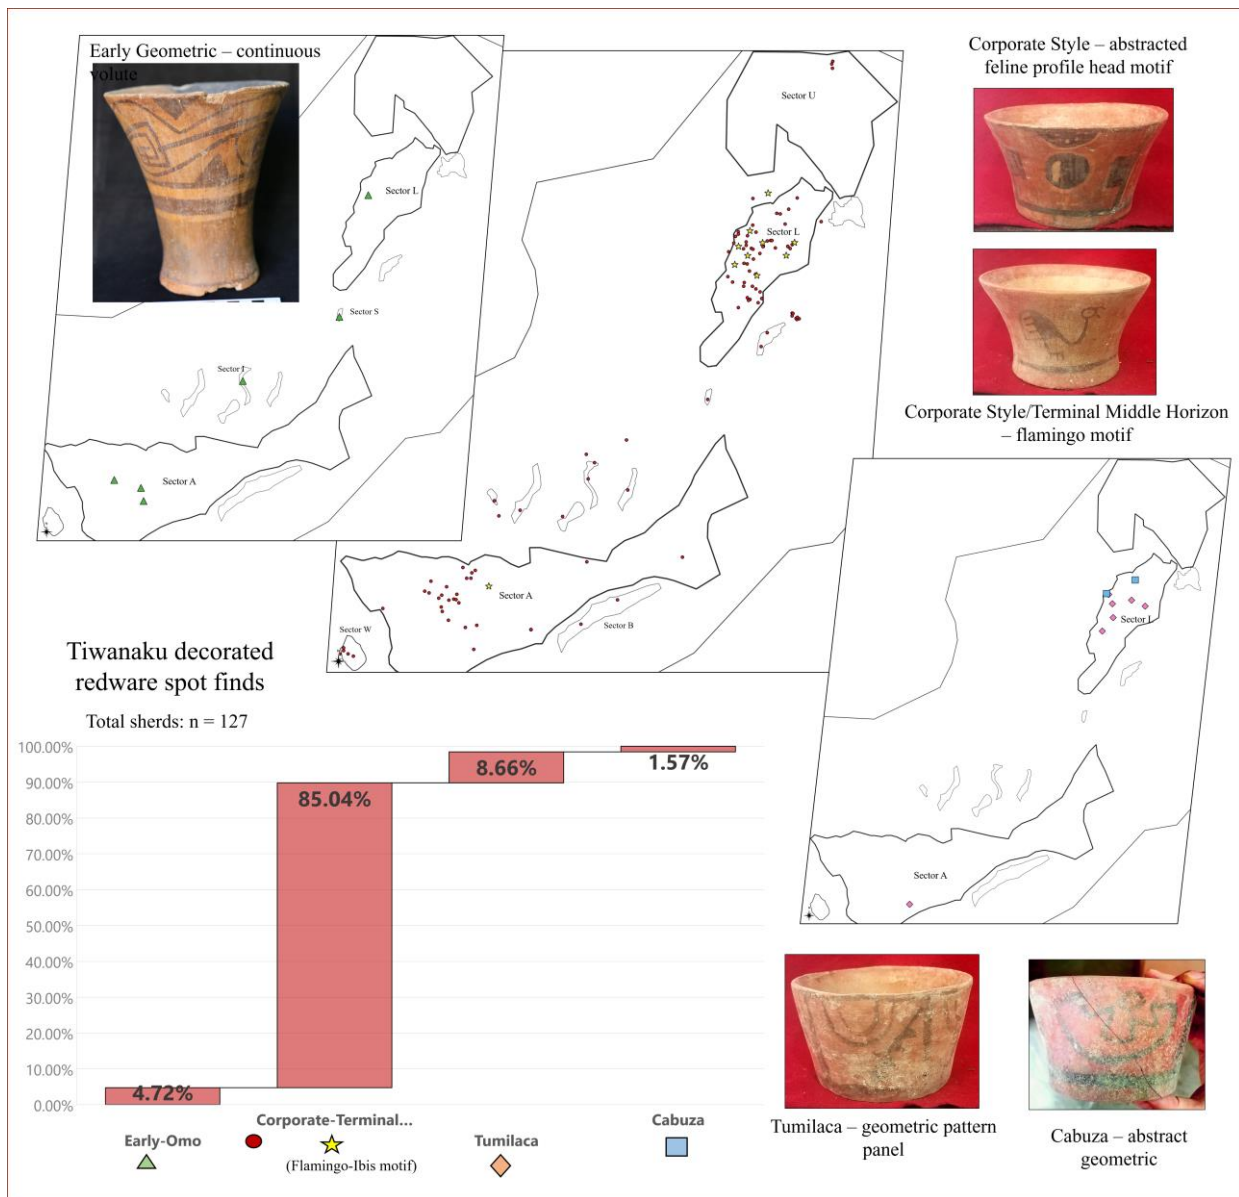 Early Geometric – continuous
volute
Sector L
Sector S
Sector I
Sector A
Sector U
Sector L
Sector A
Sector B
Sector W
Corporate Style – abstracted
feline profile head motif
Corporate Style/Terminal Middle Horizon
– flamingo motif
Sector L
Sector A
Tiwanaku decorated
redware spot finds
Total sherds: n = 127
100.00%
90.00%
80.00%
70.00%
60.00%
50.00%
40.00%
30.00%
20.00%
10.00%
0.00%
4.72%
85.04%
8.66%
1.57%
Early-Omo
Corporate-Terminal...
(Flamingo-Ibis motif)
Tumilaca
Cabuza
Tumilaca – geometric pattern
panel
Cabuza – abstract
geometric